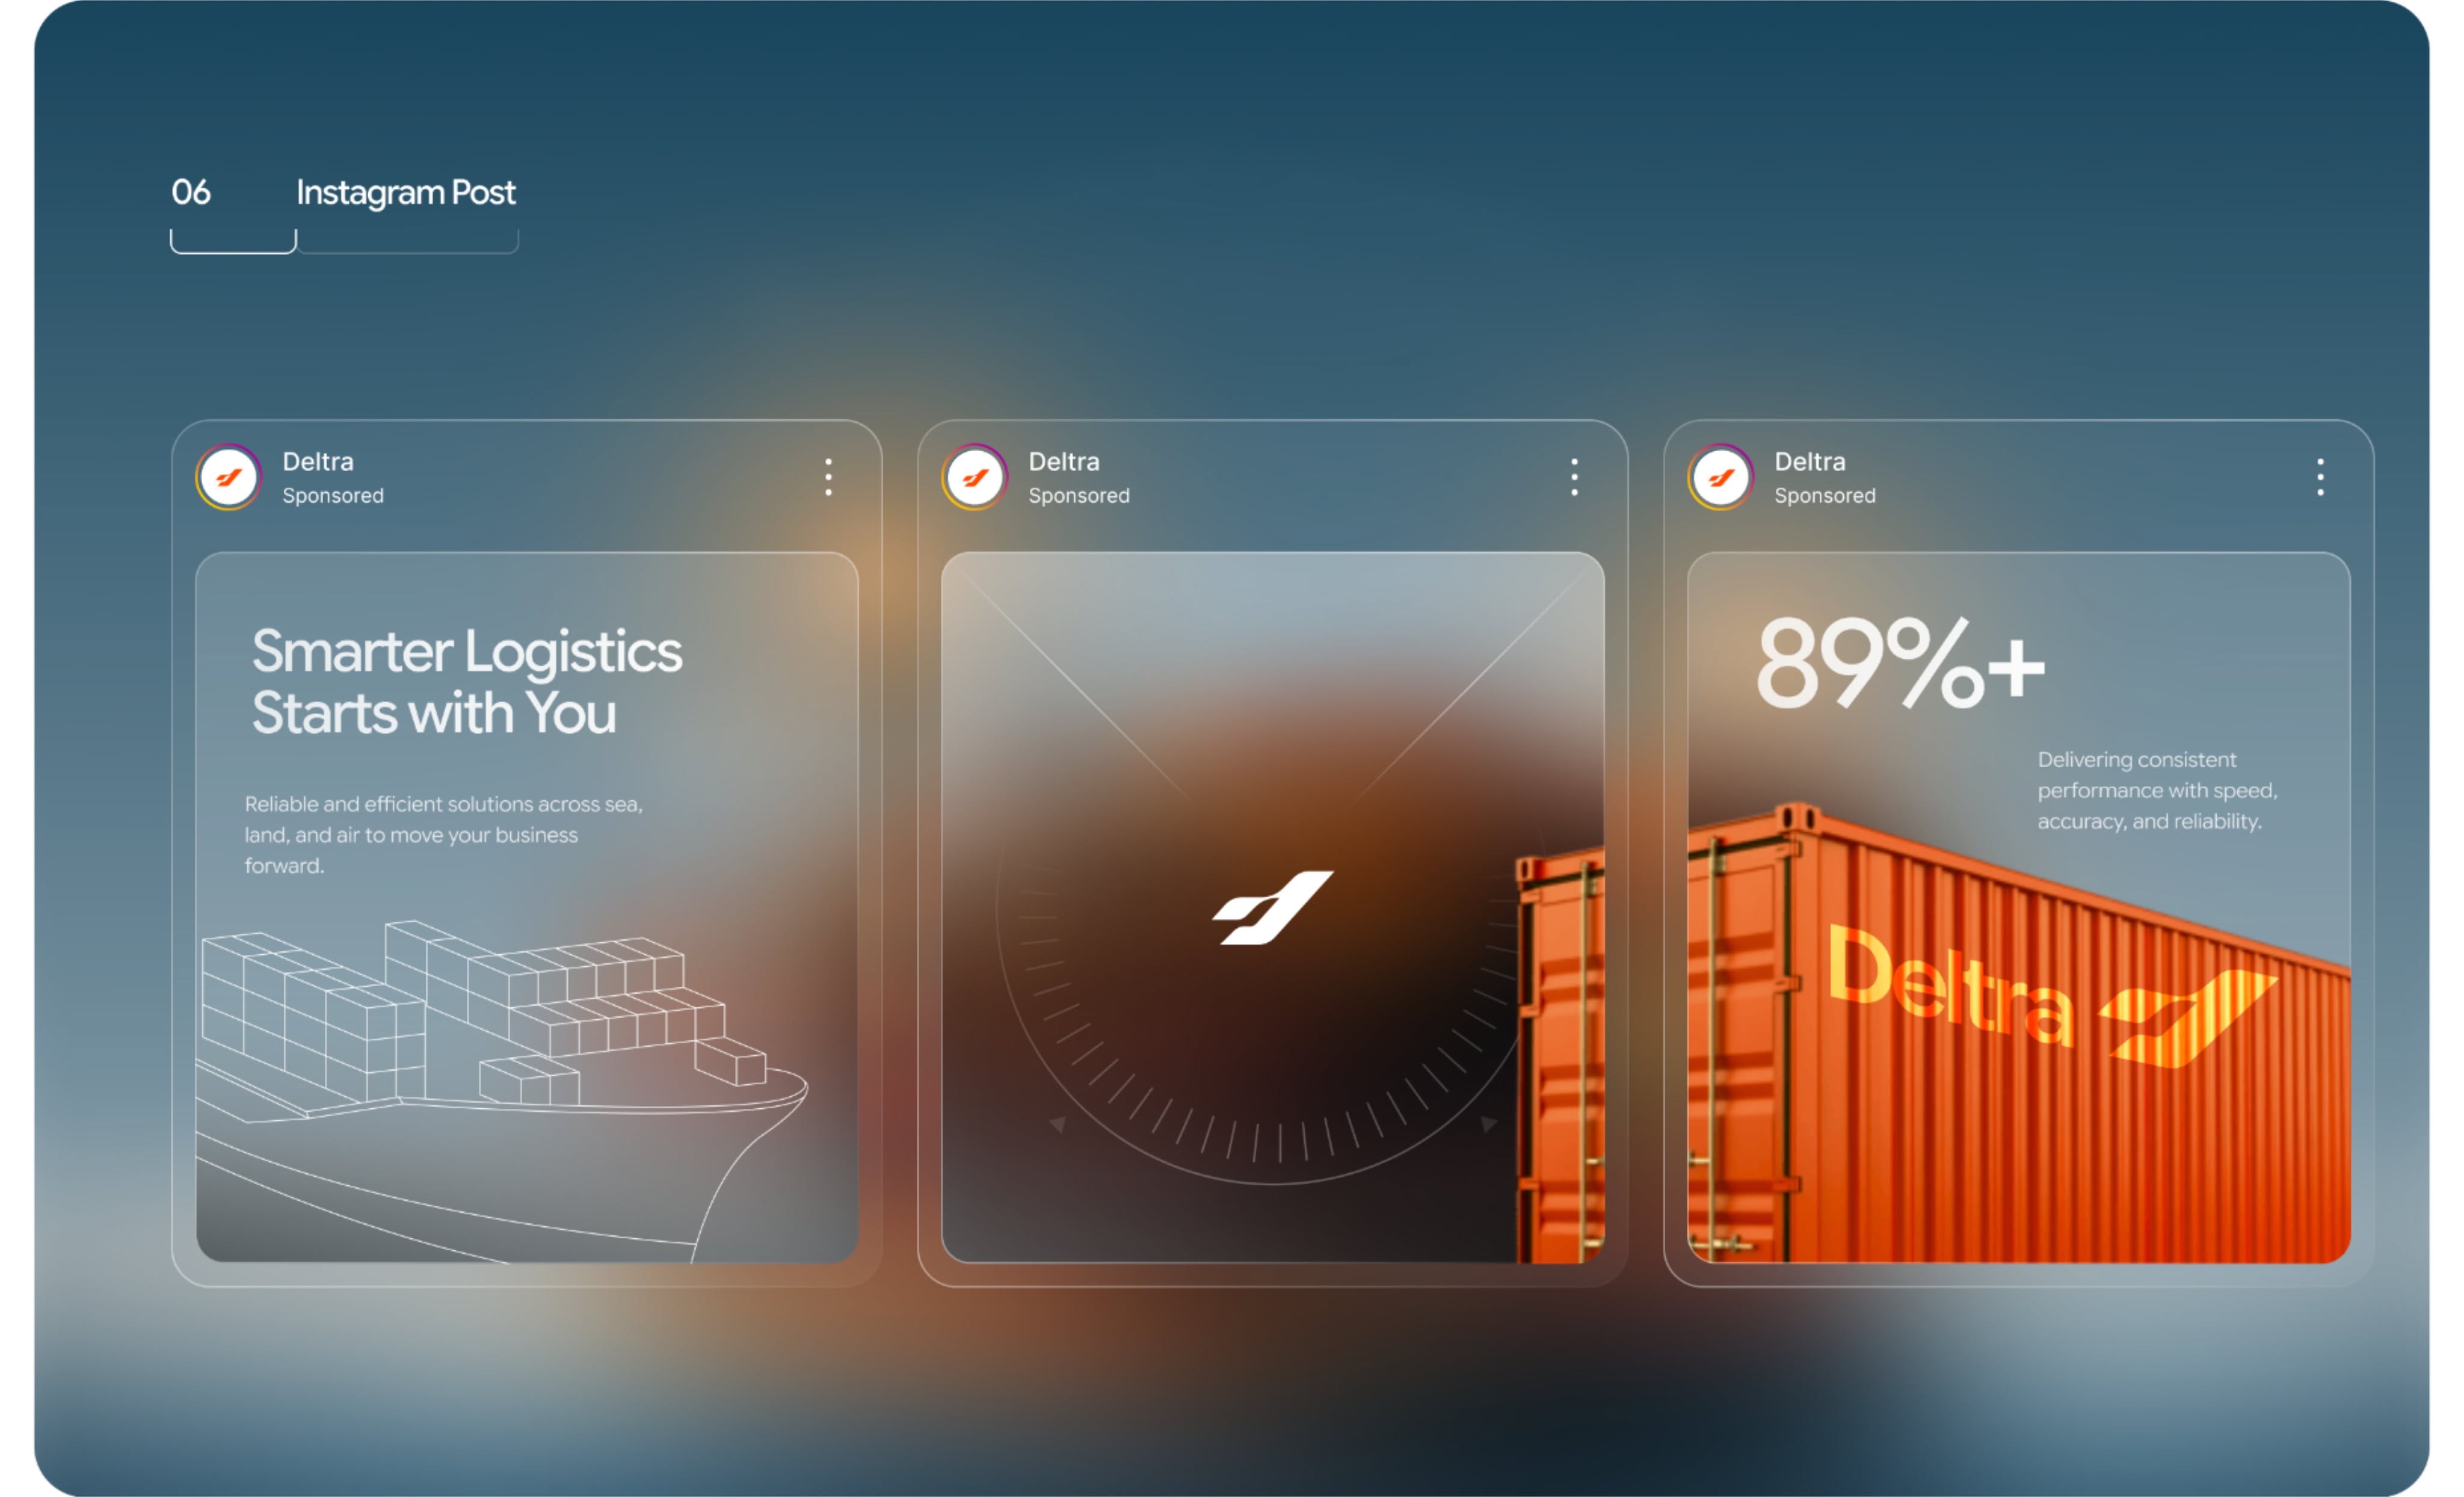 06
Instagram Post
Deltra
Sponsored
Smarter Logistics
Starts with You
Reliable and efficient solutions across sea,
land, and air to move your business
forward.
Deltra
Sponsored
Deltra
Sponsored
89%+
Delivering consistent
performance with speed,
accuracy, and reliability.
Deltra